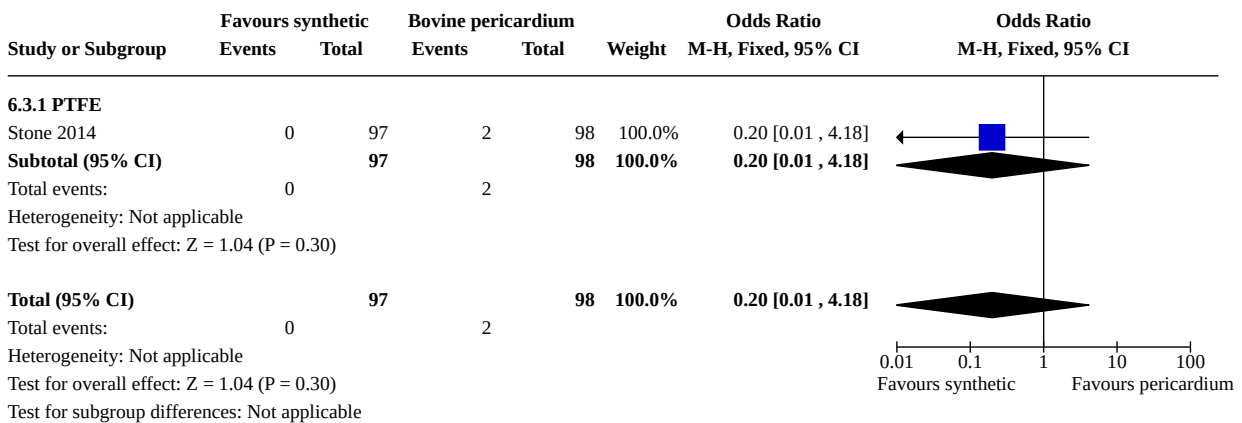 Favours synthetic Bovine pericardium Odds Ratio Odds Ratio
Study or Subgroup Events Total Events Total Weight M-H, Fixed, 95% CI M-H, Fixed, 95% CI
6.3.1 PTFE
Stone 2014 0 97 2 98 100.0% 0.20 [0.01 , 4.18]
Subtotal (95% CI) 97 98 100.0% 0.20 [0.01 , 4.18]
Total events: 0 2
Heterogeneity: Not applicable
Test for overall effect: Z = 1.04 (P = 0.30)
Total (95% CI) 97 98 100.0% 0.20 [0.01 , 4.18]
Total events: 0 2
Heterogeneity: Not applicable
0.01 0.1 1 10 100
Test for overall effect: Z = 1.04 (P = 0.30) Favours synthetic Favours pericardium
Test for subgroup differences: Not applicable